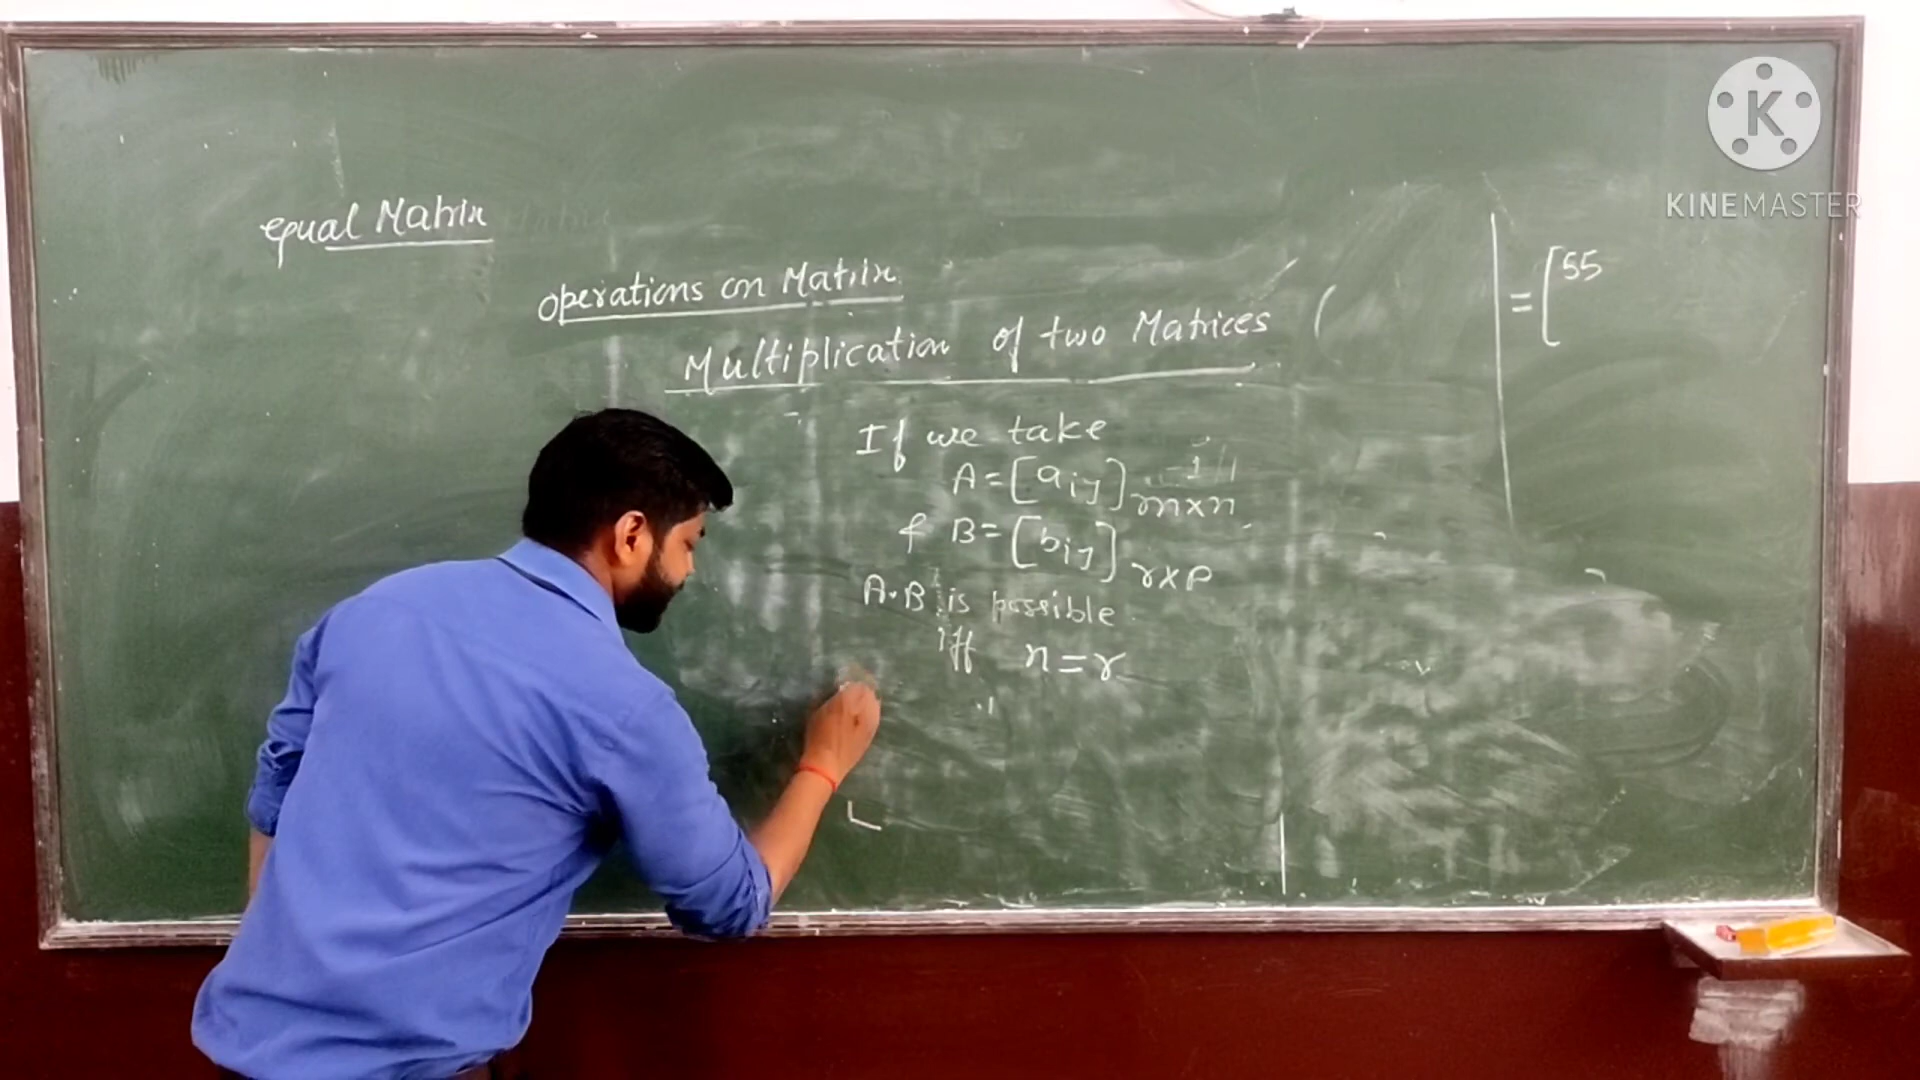 equal Matrix
operations on Matrix
Multiplication of two Matrices (
= [55
If we take
A = [aij] m×n
& B = [bij] r×p
A.B is possible
iff n = r
K
KINEMASTER